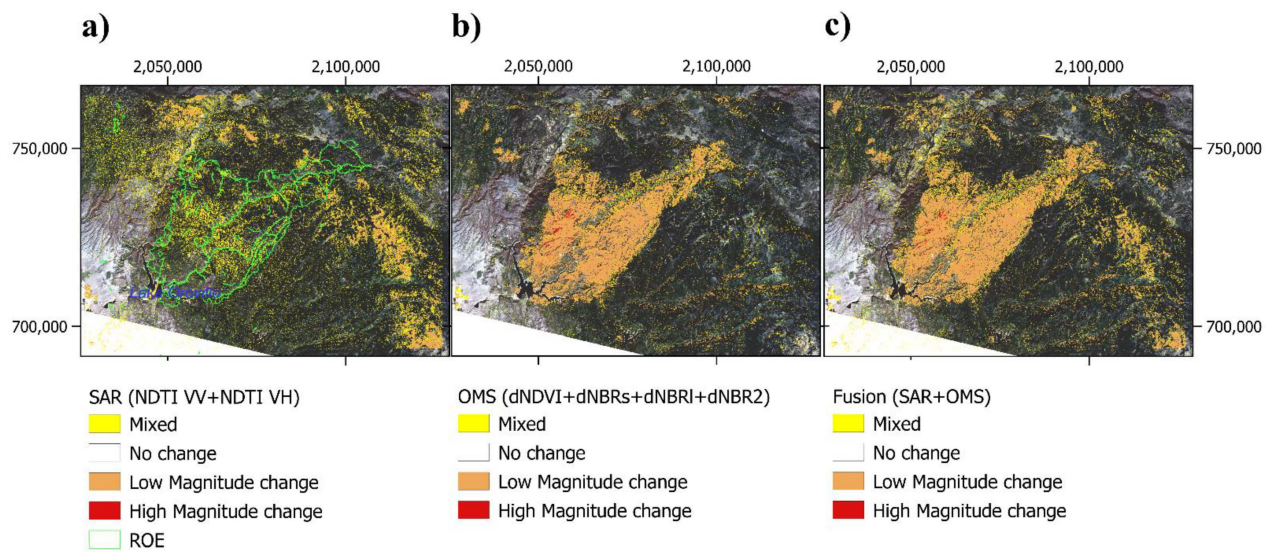 a)
b)
c)
2,050,000 2,100,000
2,050,000 2,100,000
2,050,000 2,100,000
750,000
750,000
Lake Oroville
700,000
700,000
SAR (NDTI VV+NDTI VH)
Mixed
No change
Low Magnitude change
High Magnitude change
ROE
OMS (dNDVI+dNBRs+dNBRl+dNBR2)
Mixed
No change
Low Magnitude change
High Magnitude change
Fusion (SAR+OMS)
Mixed
No change
Low Magnitude change
High Magnitude change